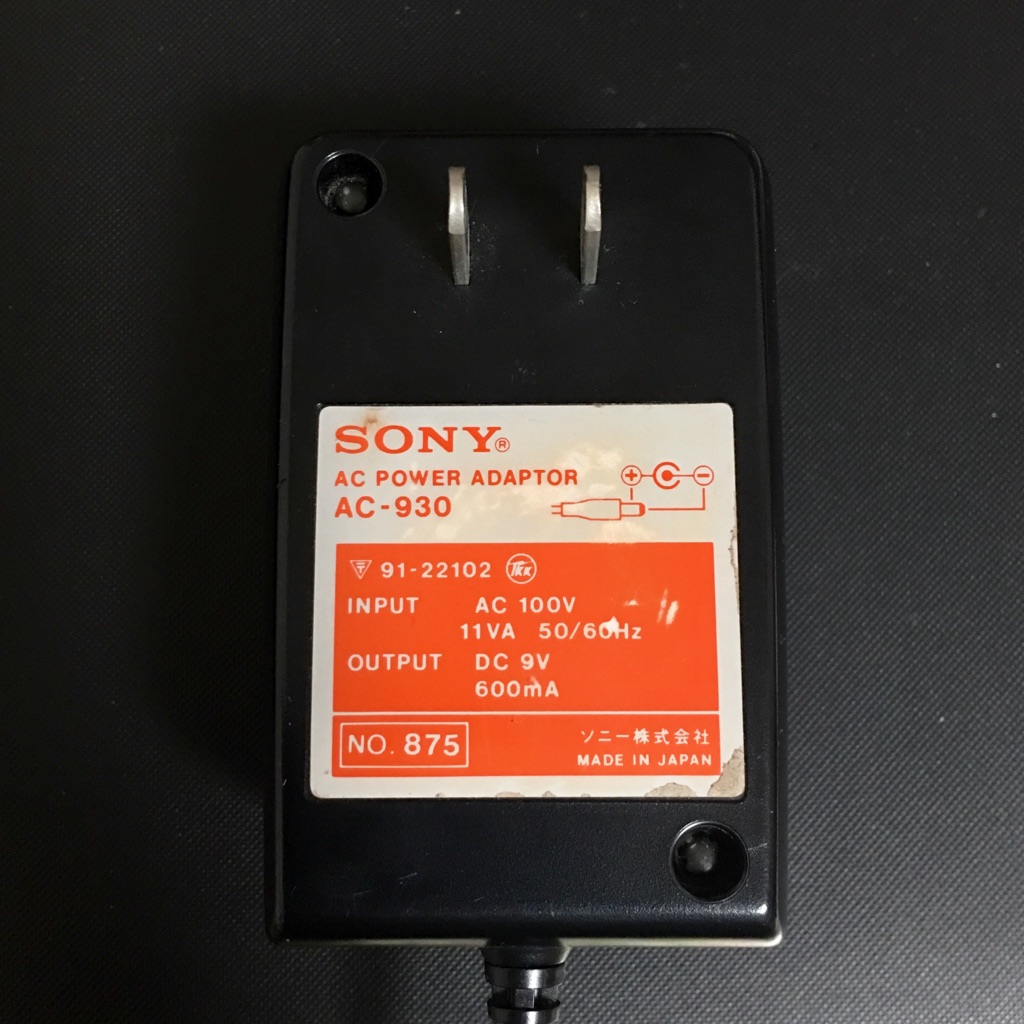 SONY®
AC POWER ADAPTOR
AC-930
+ −
〒 91-22102 TKK
INPUT AC 100V
11VA 50/60Hz
OUTPUT DC 9V
600mA
NO. 875
ソニー株式会社
MADE IN JAPAN